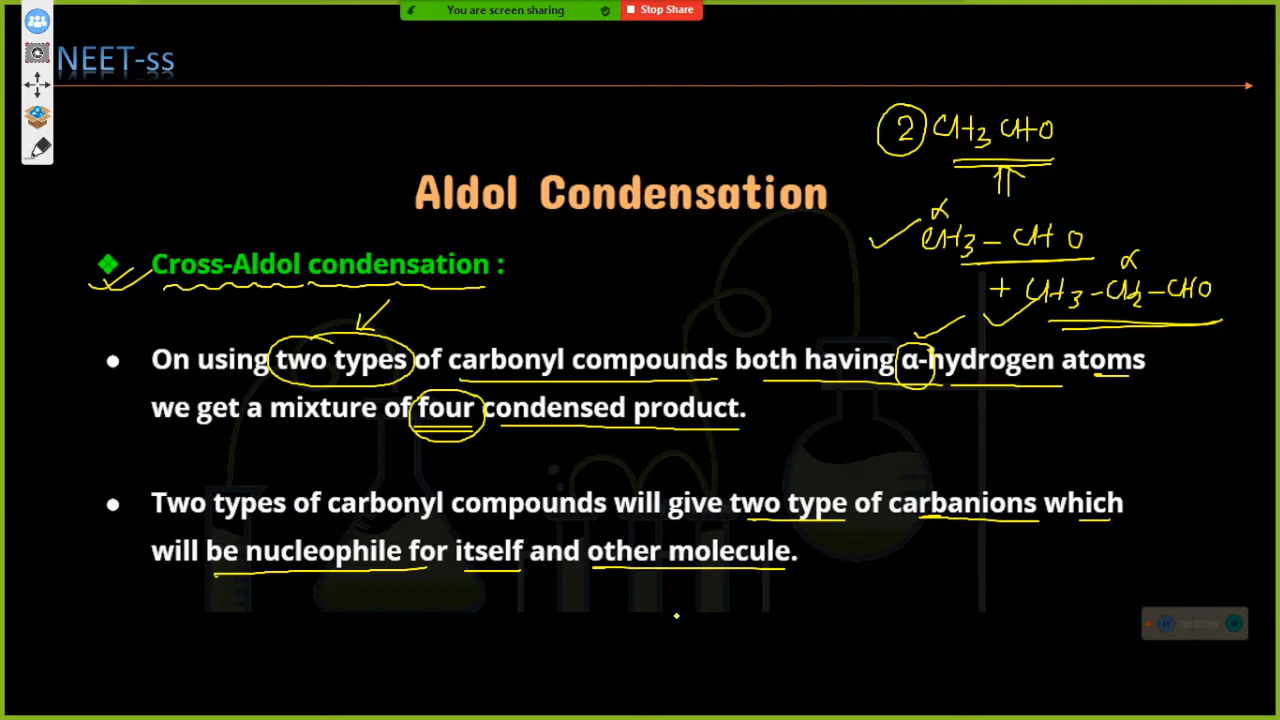 You are screen sharing Stop Share
NEET-ss
2 CH3 CHO
Aldol Condensation
α
CH3 - CHO
α
+ CH3 - CH2 - CHO
Cross-Aldol condensation :
On using two types of carbonyl compounds both having α-hydrogen atoms
we get a mixture of four condensed product.
Two types of carbonyl compounds will give two type of carbanions which
will be nucleophile for itself and other molecule.